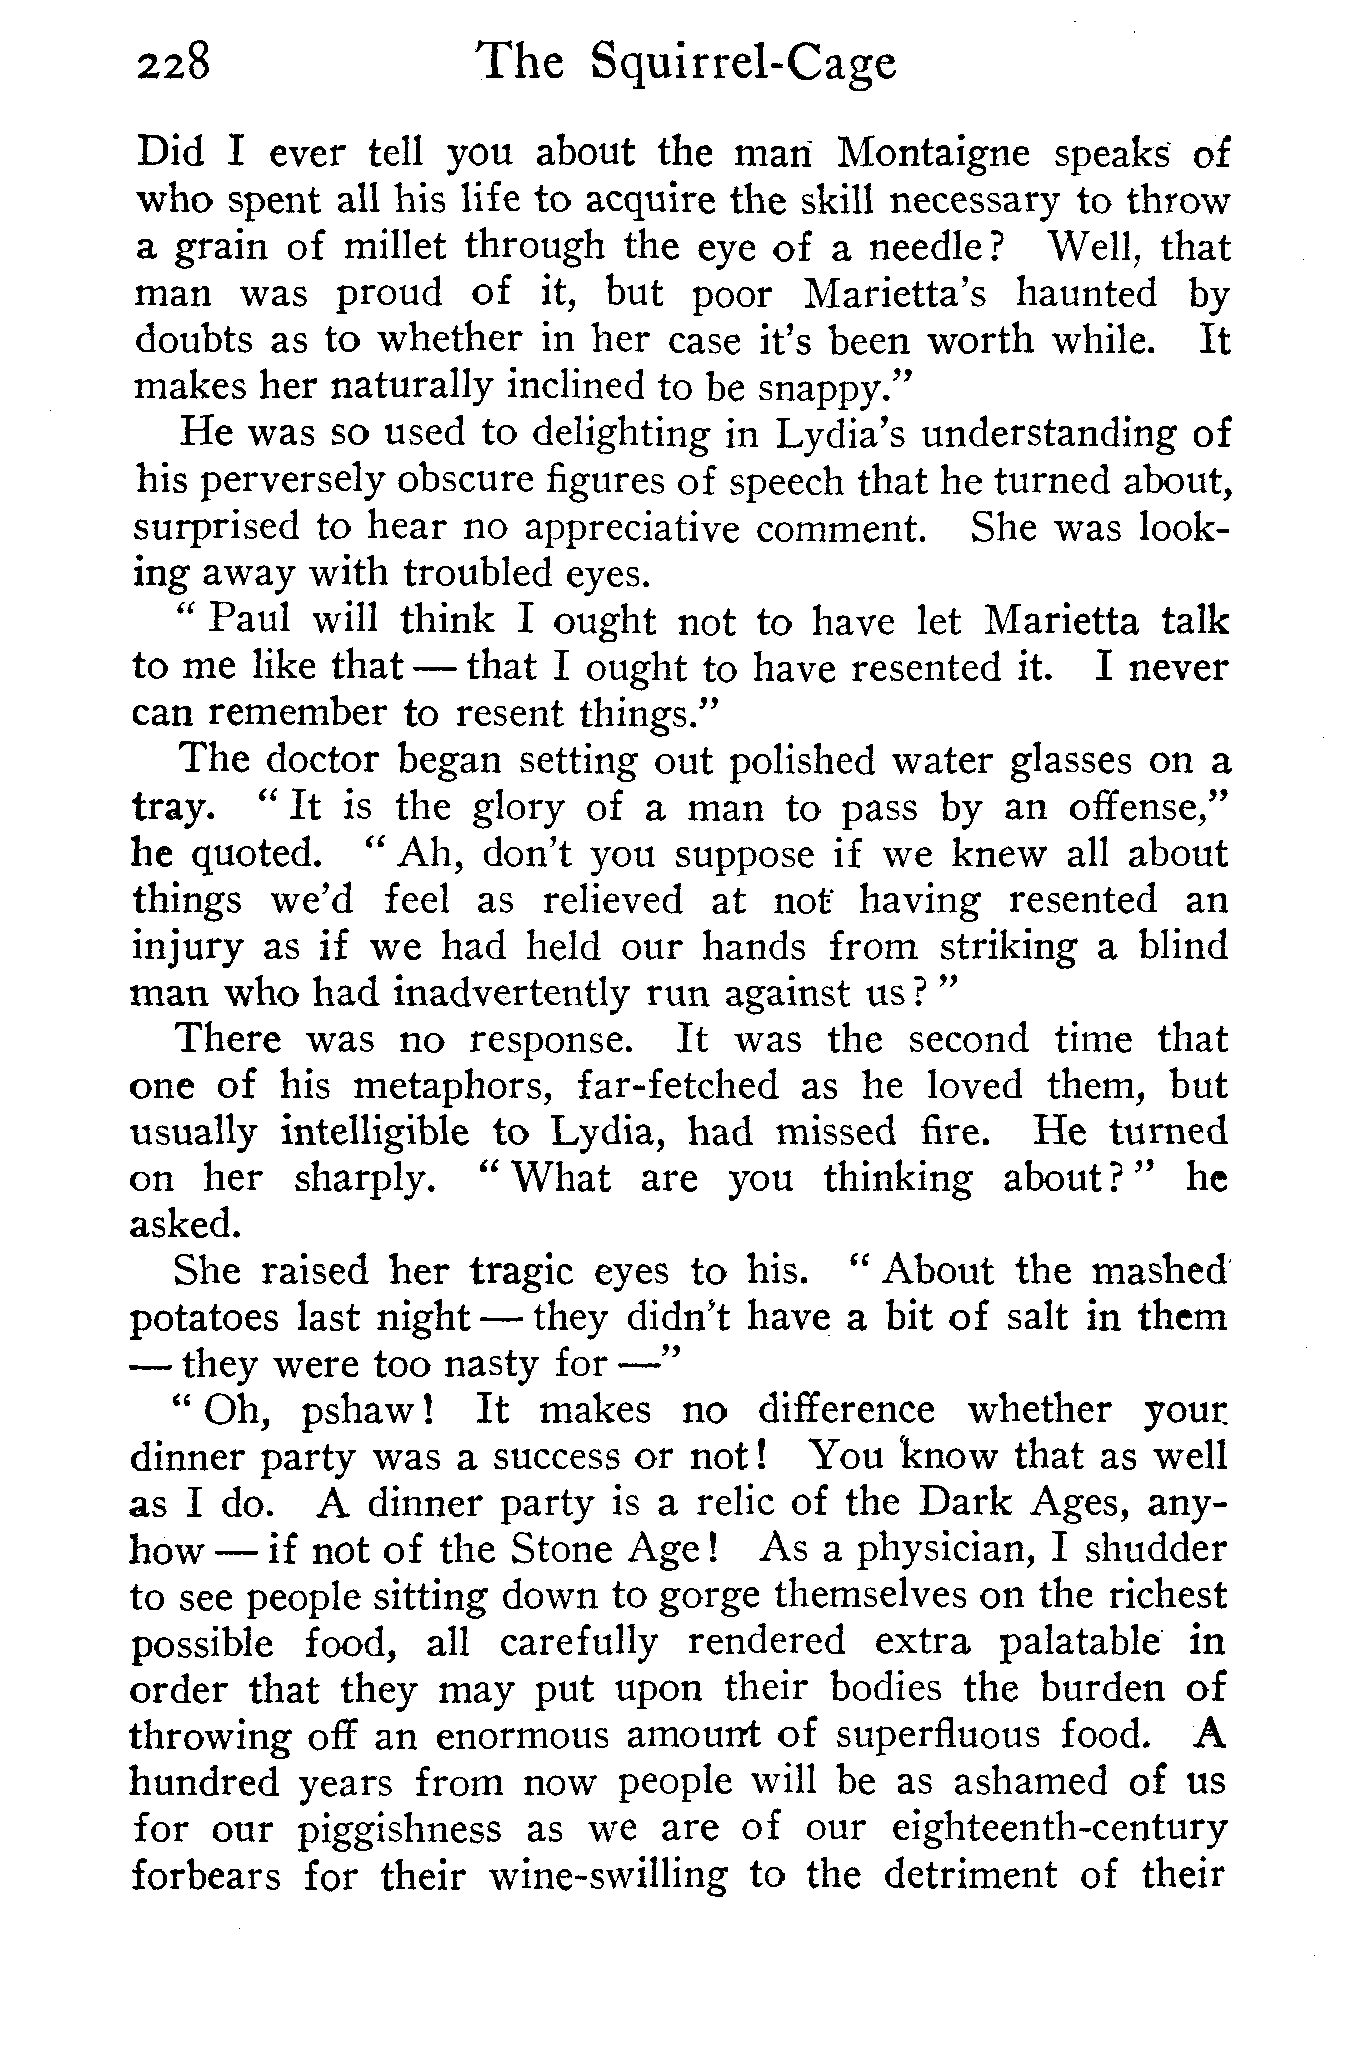 228 The Squirrel-Cage
Did I ever tell you about the man Montaigne speaks of
who spent all his life to acquire the skill necessary to throw
a grain of millet through the eye of a needle? Well, that
man was proud of it, but poor Marietta's haunted by
doubts as to whether in her case it's been worth while. It
makes her naturally inclined to be snappy."
He was so used to delighting in Lydia's understanding of
his perversely obscure figures of speech that he turned about,
surprised to hear no appreciative comment. She was look-
ing away with troubled eyes.
"Paul will think I ought not to have let Marietta talk
to me like that — that I ought to have resented it. I never
can remember to resent things."
The doctor began setting out polished water glasses on a
tray. "It is the glory of a man to pass by an offense,"
he quoted. "Ah, don't you suppose if we knew all about
things we'd feel as relieved at not having resented an
injury as if we had held our hands from striking a blind
man who had inadvertently run against us?"
There was no response. It was the second time that
one of his metaphors, far-fetched as he loved them, but
usually intelligible to Lydia, had missed fire. He turned
on her sharply. "What are you thinking about?" he
asked.
She raised her tragic eyes to his. "About the mashed
potatoes last night — they didn't have a bit of salt in them
— they were too nasty for —"
"Oh, pshaw! It makes no difference whether your
dinner party was a success or not! You know that as well
as I do. A dinner party is a relic of the Dark Ages, any-
how — if not of the Stone Age! As a physician, I shudder
to see people sitting down to gorge themselves on the richest
possible food, all carefully rendered extra palatable in
order that they may put upon their bodies the burden of
throwing off an enormous amount of superfluous food. A
hundred years from now people will be as ashamed of us
for our piggishness as we are of our eighteenth-century
forbears for their wine-swilling to the detriment of their